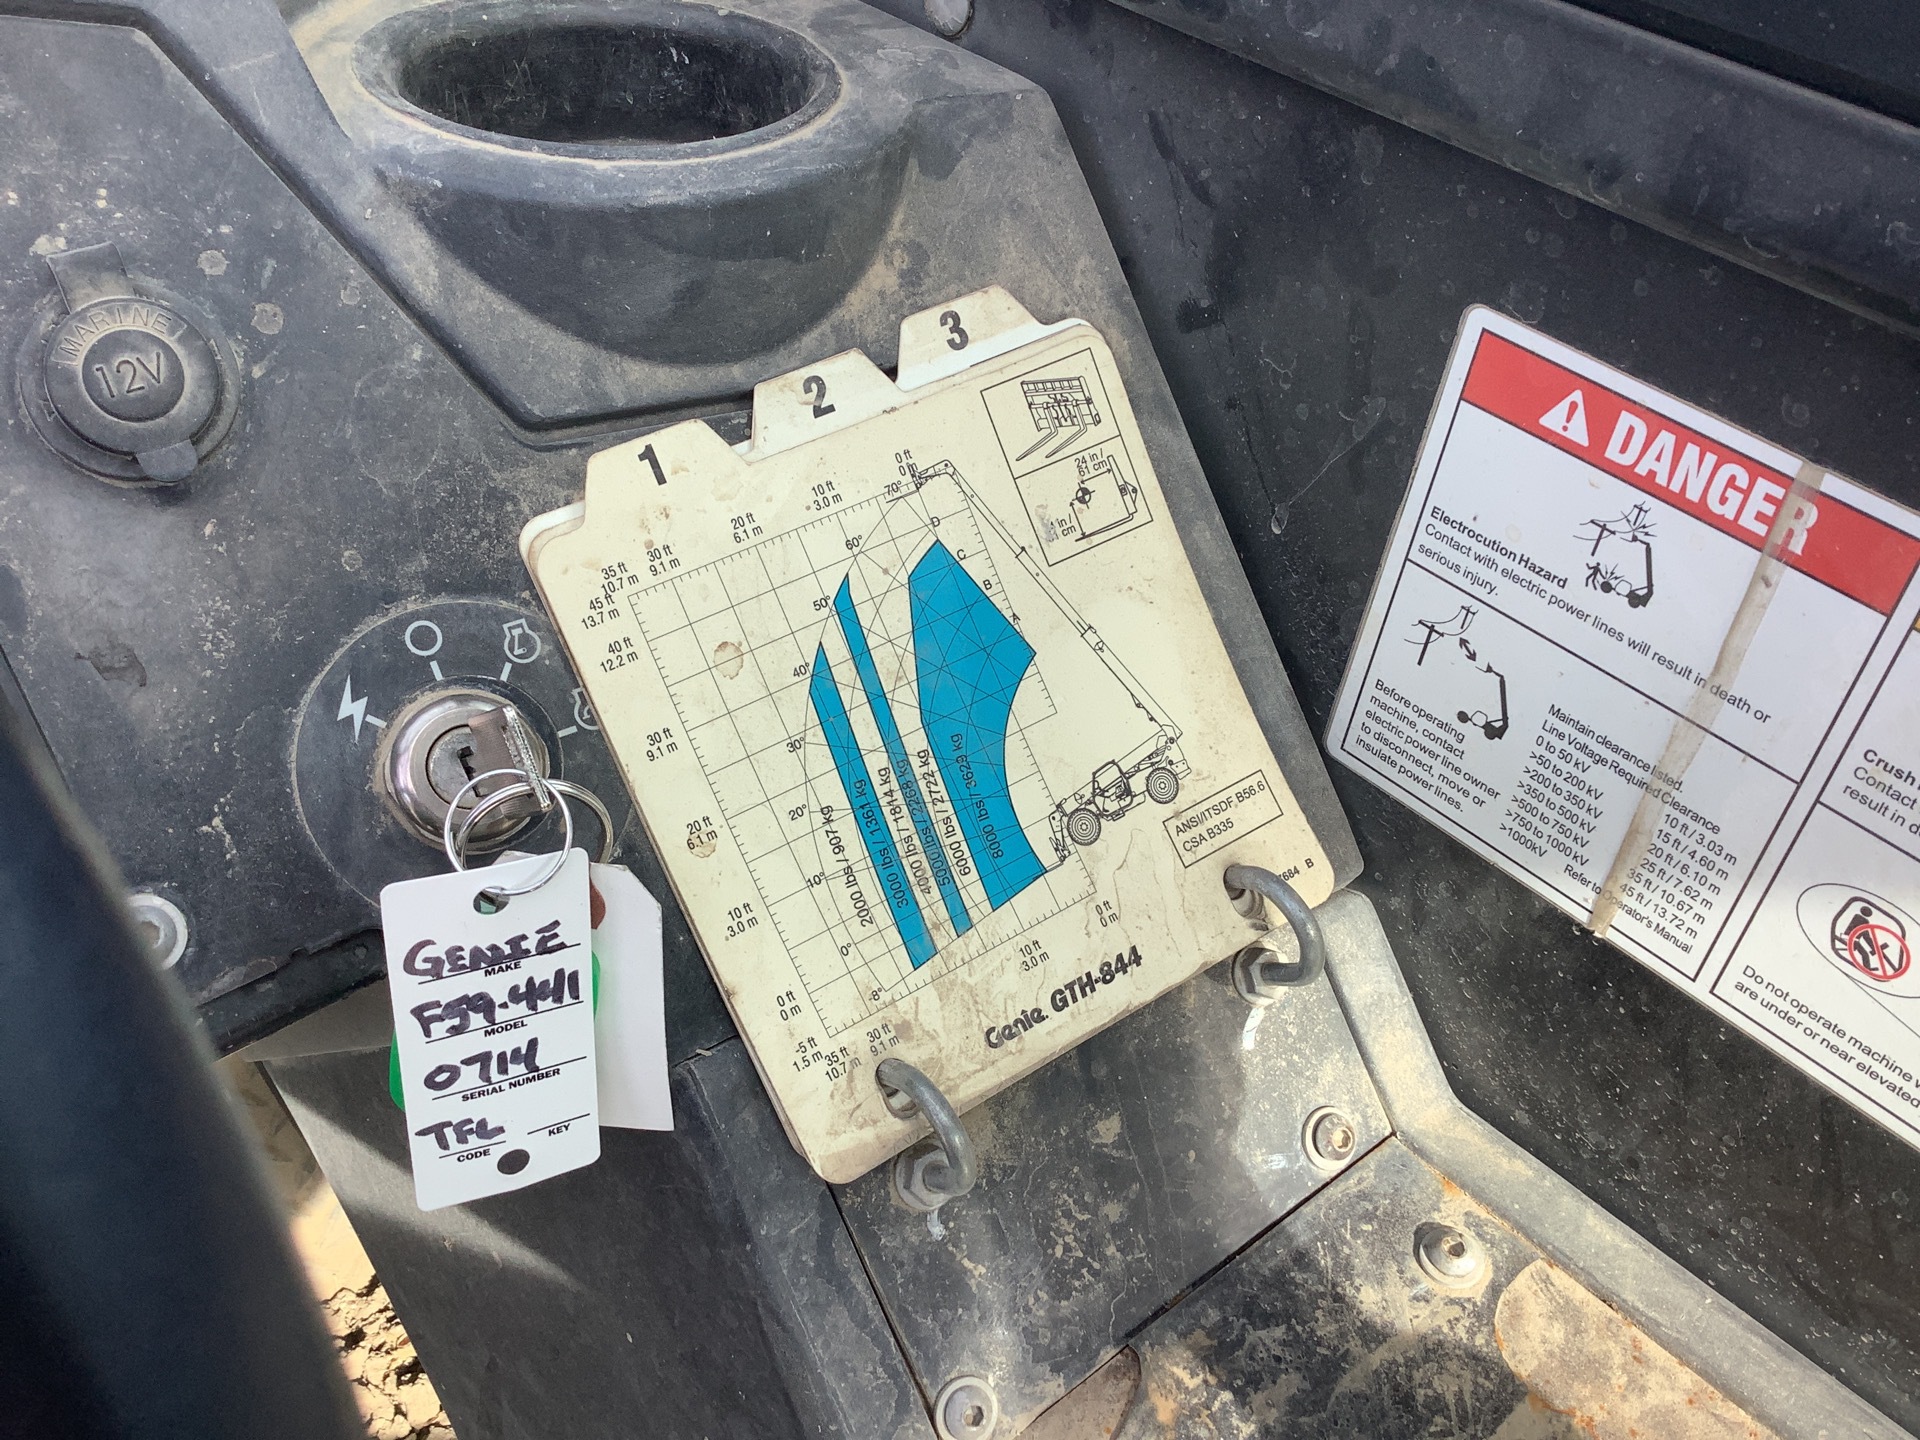 MARINE
12V
1
2
3
0 ft
0 m
10 ft
3.0 m
20 ft
6.1 m
30 ft
9.1 m
35 ft
10.7 m
45 ft
13.7 m
40 ft
12.2 m
30 ft
9.1 m
20 ft
6.1 m
10 ft
3.0 m
0 ft
0 m
-5 ft
1.5 m
35 ft
10.7 m
30 ft
9.1 m
10 ft
3.0 m
0 ft
0 m
70°
60°
50°
40°
30°
20°
10°
0°
-8°
D
C
B
A
24 in /
61 cm
in /
cm
2000 lbs / 907 kg
3000 lbs / 1361 kg
4000 lbs / 1814 kg
5000 lbs / 2268 kg
6000 lbs / 2722 kg
8000 lbs / 3629 kg
ANSI/ITSDF B56.6
CSA B335
684 B
Genie GTH-844
GENIE
MAKE
F59-441
MODEL
0714
SERIAL NUMBER
TFL
CODE
KEY
DANGER
Electrocution Hazard
Contact with electric power lines will result in death or
serious injury.
Before operating
machine, contact
electric power line owner
to disconnect, move or
insulate power lines.
Maintain clearance listed.
Line Voltage Required Clearance
0 to 50 kV 10 ft / 3.03 m
>50 to 200 kV 15 ft / 4.60 m
>200 to 350 kV 20 ft / 6.10 m
>350 to 500 kV 25 ft / 7.62 m
>500 to 750 kV 35 ft / 10.67 m
>750 to 1000 kV 45 ft / 13.72 m
>1000kV Refer to Operator's Manual
Crush
Contact
result in d
Do not operate machine
are under or near elevated